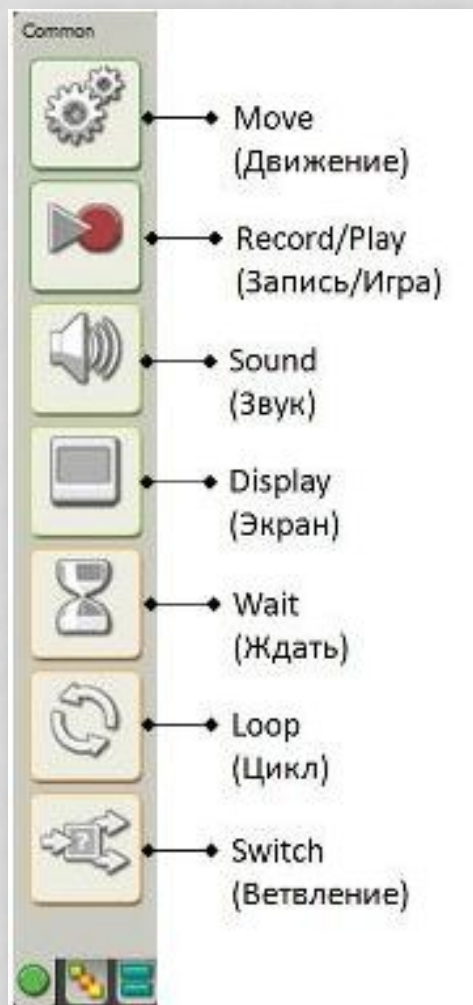 Common
Move
(Движение)
Record/Play
(Запись/Игра)
Sound
(Звук)
Display
(Экран)
Wait
(Ждать)
Loop
(Цикл)
?
Switch
(Ветвление)